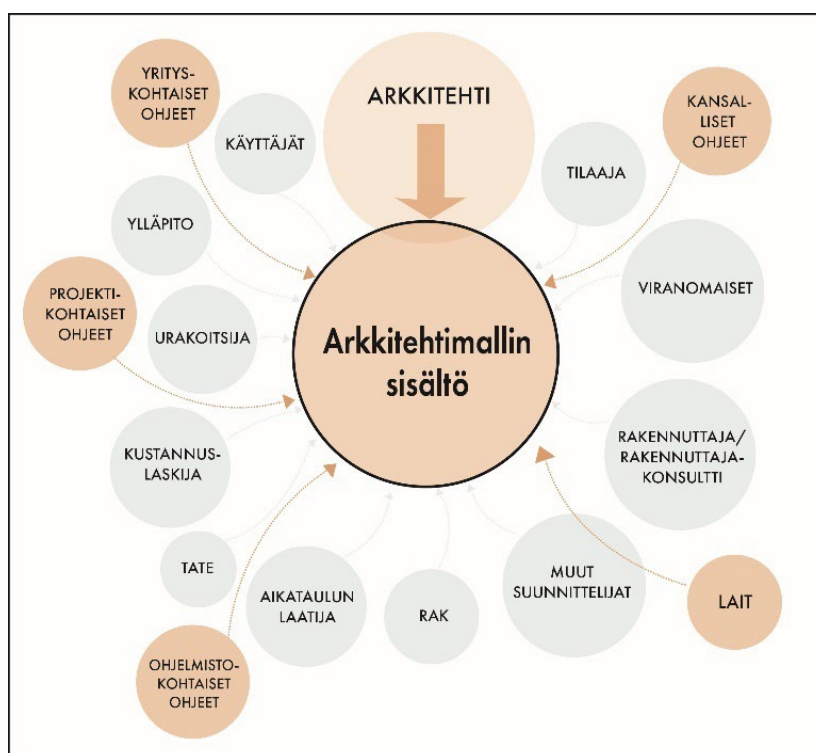 YRITYS-
KOHTAISET
OHJEET
ARKKITEHTI
KANSAL-
LISET
OHJEET
KÄYTTÄJÄT
TILAAJA
YLLÄPITO
VIRANOMAISET
PROJEKTI-
KOHTAISET
OHJEET
URAKOITSIJA
Arkkitehtimallin
sisältö
KUSTANNUS-
LASKIJA
RAKENNUTTAJA/
RAKENNUTTAJA-
KONSULTTI
TATE
AIKATAULUN
LAATIJA
RAK
MUUT
SUUNNITTELIJAT
LAIT
OHJELMISTO-
KOHTAISET
OHJEET